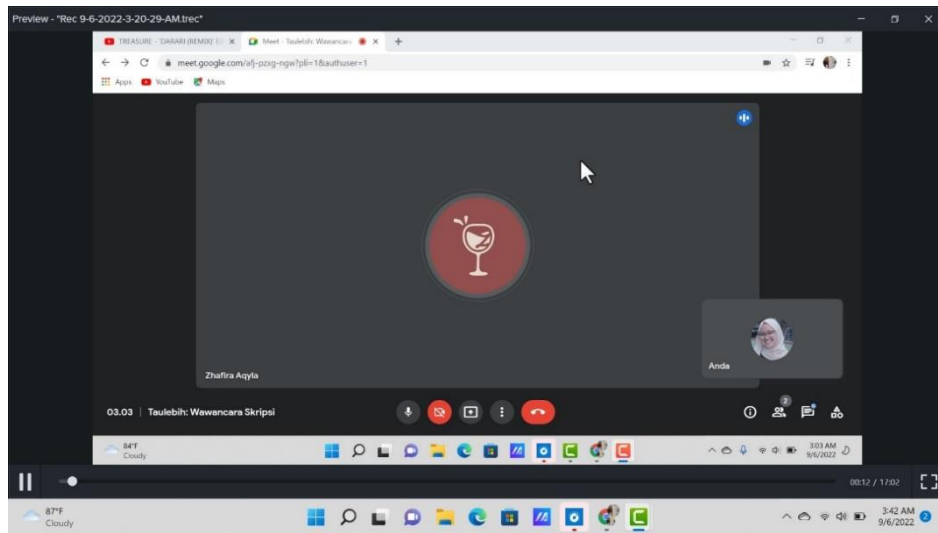 Preview - "Rec 9-6-2022-3-20-29-AM.trec"
TREASURE - 'DARARI (REMIX)'
Meet - Taulebih: Wawancara
meet.google.com/afj-pzxg-ngw?pli=1&authuser=1
Apps YouTube Maps
Zhafira Aqyla
Anda
03.03 | Taulebih: Wawancara Skripsi
2
84°F
Cloudy
3:03 AM
9/6/2022
00:12 / 17:02
87°F
Cloudy
3:42 AM
9/6/2022
2